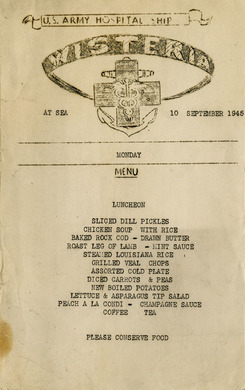 U.S. ARMY HOSPITAL SHIP
WISTERIA
AT SEA 10 SEPTEMBER 1945
MONDAY
MENU
LUNCHEON
SLICED DILL PICKLES
CHICKEN SOUP WITH RICE
BAKED ROCK COD - DRAWN BUTTER
ROAST LEG OF LAMB - MINT SAUCE
STEAMED LOUISIANA RICE
GRILLED VEAL CHOPS
ASSORTED COLD PLATE
DICED CARROTS & PEAS
NEW BOILED POTATOES
LETTUCE & ASPARAGUS TIP SALAD
PEACH A LA CONDI - CHAMPAGNE SAUCE
COFFEE TEA
PLEASE CONSERVE FOOD